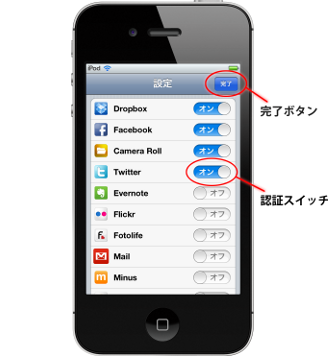 iPod
設定
完了
完了ボタン
Dropbox オン
Facebook オン
Camera Roll オン
Twitter オン
認証スイッチ
Evernote オフ
Flickr オフ
Fotolife オフ
Mail オフ
Minus オフ